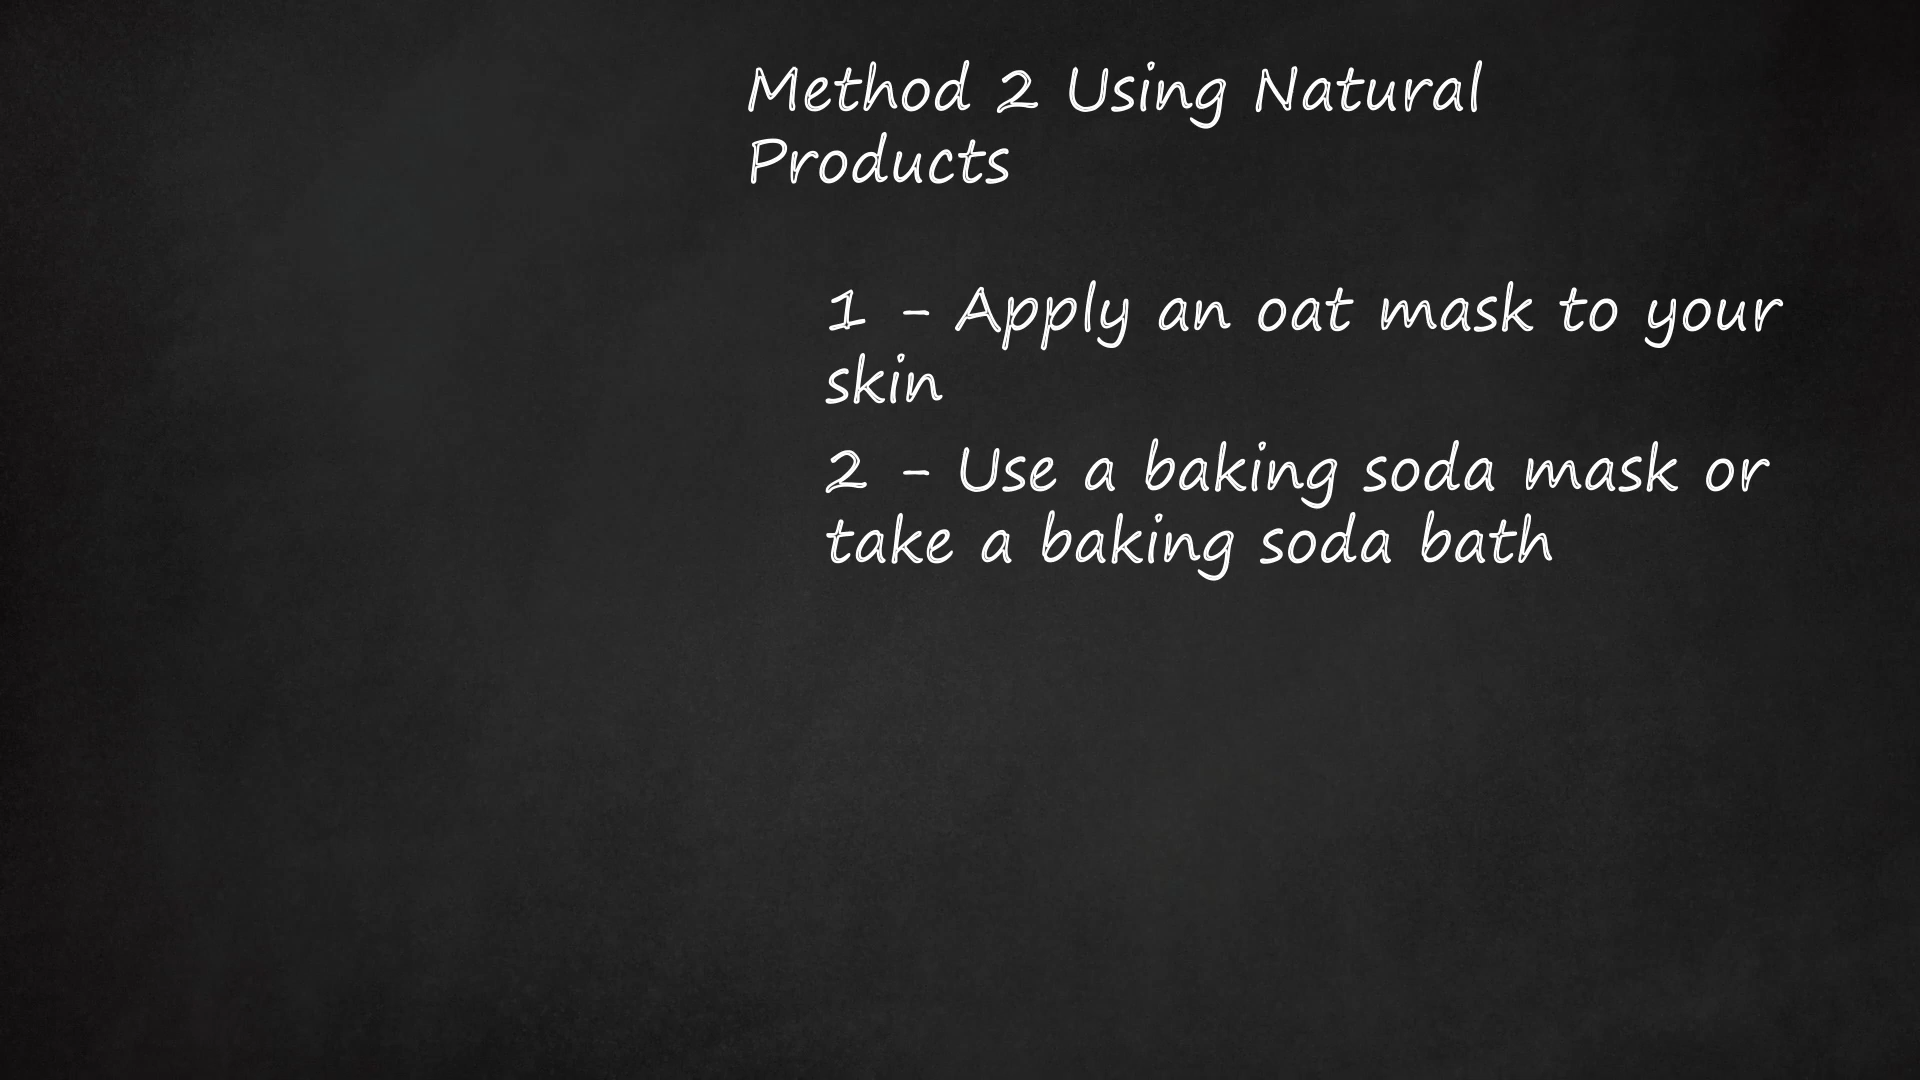 Method 2 Using Natural
Products
1 - Apply an oat mask to your
skin
2 - Use a baking soda mask or
take a baking soda bath